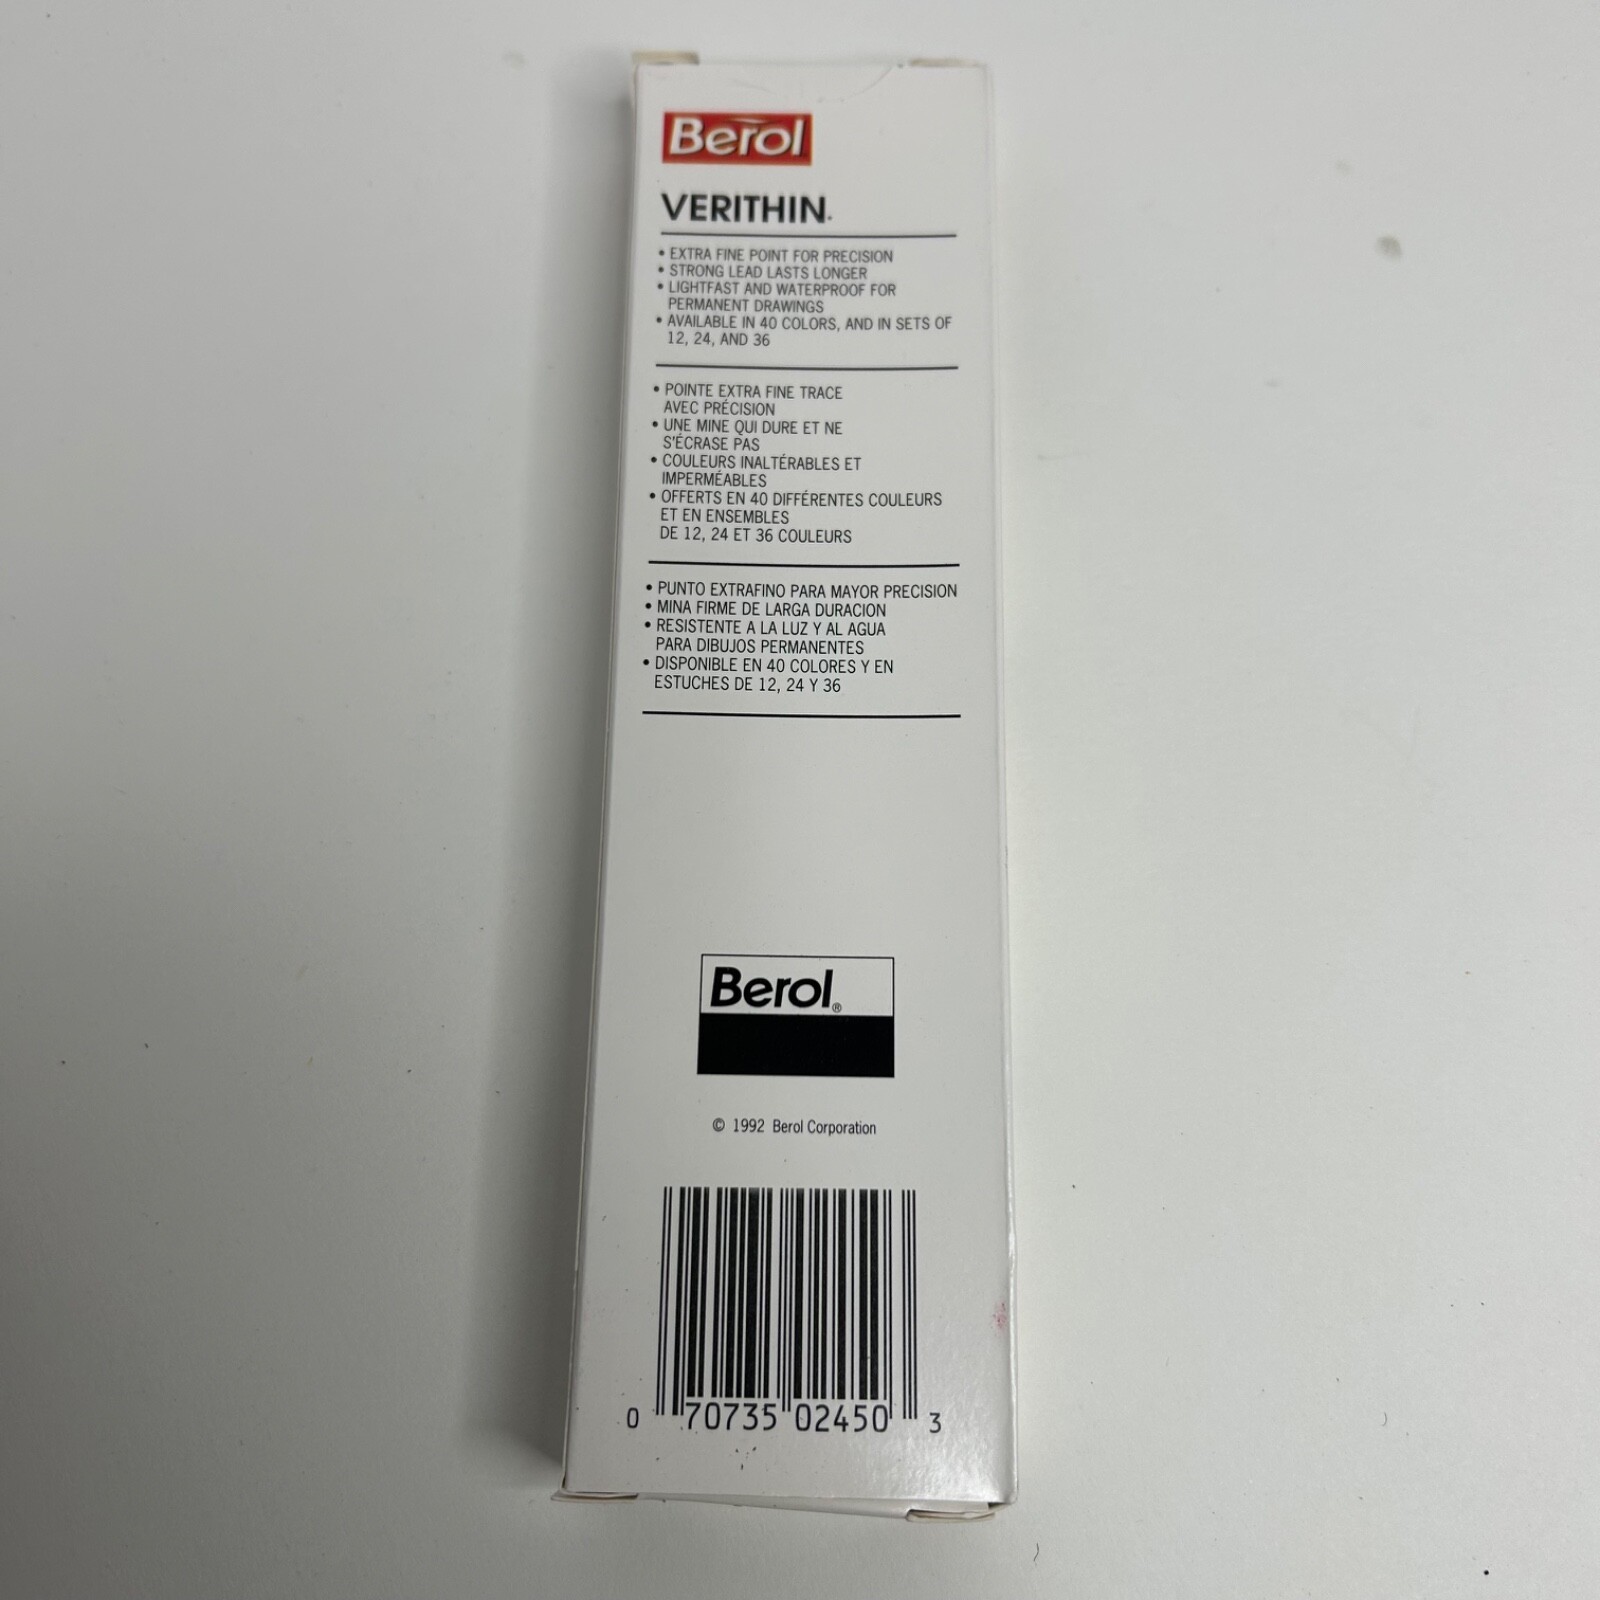 Berol
VERITHIN®
• EXTRA FINE POINT FOR PRECISION
• STRONG LEAD LASTS LONGER
• LIGHTFAST AND WATERPROOF FOR
PERMANENT DRAWINGS
• AVAILABLE IN 40 COLORS, AND IN SETS OF
12, 24, AND 36
• POINTE EXTRA FINE TRACE
AVEC PRÉCISION
• UNE MINE QUI DURE ET NE
S'ÉCRASE PAS
• COULEURS INALTÉRABLES ET
IMPERMÉABLES
• OFFERTS EN 40 DIFFÉRENTES COULEURS
ET EN ENSEMBLES
DE 12, 24 ET 36 COULEURS
• PUNTO EXTRAFINO PARA MAYOR PRECISION
• MINA FIRME DE LARGA DURACION
• RESISTENTE A LA LUZ Y AL AGUA
PARA DIBUJOS PERMANENTES
• DISPONIBLE EN 40 COLORES Y EN
ESTUCHES DE 12, 24 Y 36
Berol®
© 1992 Berol Corporation
0 70735 02450 3